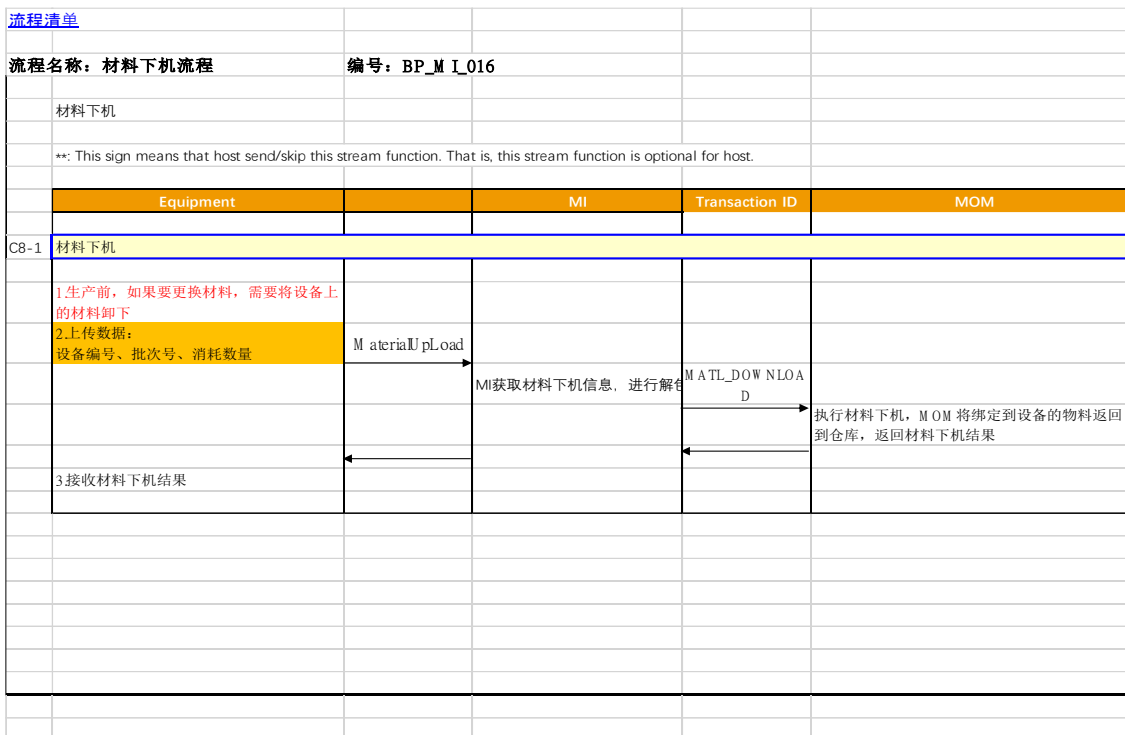 流程清单
流程名称：材料下机流程 编号：BP_MI_016
材料下机
**: This sign means that host send/skip this stream function. That is, this stream function is optional for host.
Equipment MI Transaction ID MOM
C8-1 材料下机
1.生产前，如果要更换材料，需要将设备上
的材料卸下
2.上传数据：
设备编号、批次号、消耗数量
MaterialUpLoad
MI获取材料下机信息，进行解
MATL_DOWNLOA
D
执行材料下机，MOM将绑定到设备的物料返回
到仓库，返回材料下机结果
3.接收材料下机结果